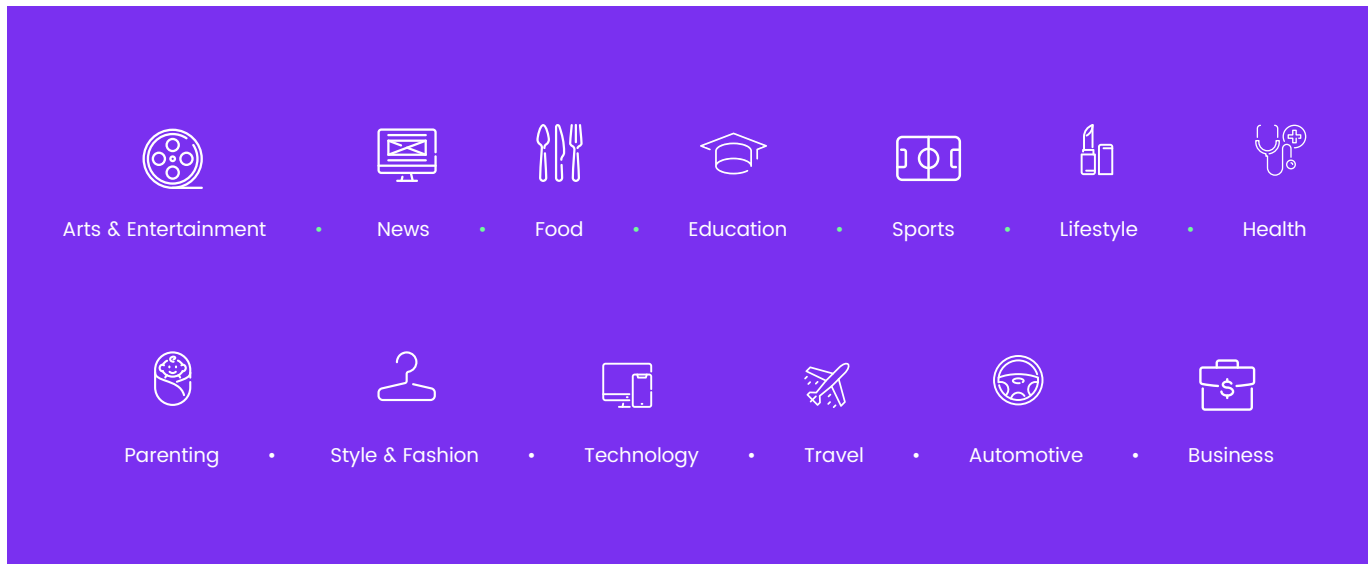 Arts & Entertainment • News • Food • Education • Sports • Lifestyle • Health
Parenting • Style & Fashion • Technology • Travel • Automotive • Business